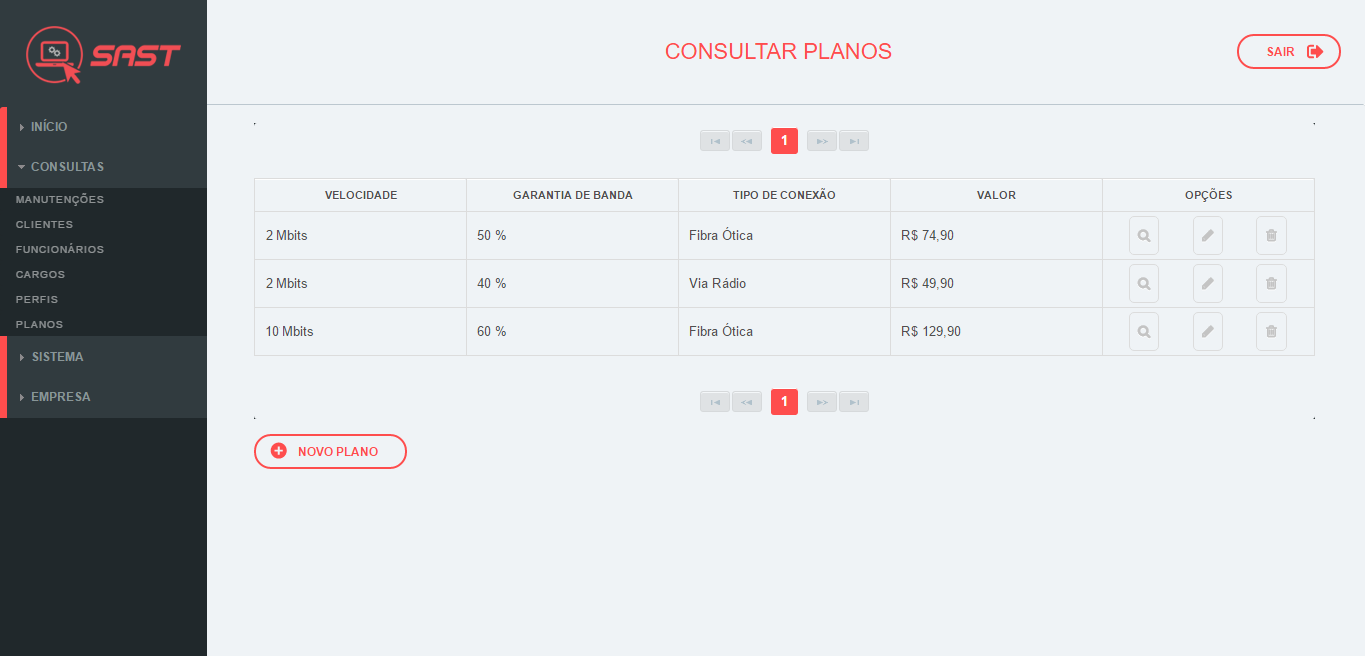 SAST
CONSULTAR PLANOS
SAIR
INÍCIO
CONSULTAS
MANUTENÇÕES
CLIENTES
FUNCIONÁRIOS
CARGOS
PERFIS
PLANOS
SISTEMA
EMPRESA
1
VELOCIDADE GARANTIA DE BANDA TIPO DE CONEXÃO VALOR OPÇÕES
2 Mbits 50 % Fibra Ótica R$ 74,90
2 Mbits 40 % Via Rádio R$ 49,90
10 Mbits 60 % Fibra Ótica R$ 129,90
1
NOVO PLANO